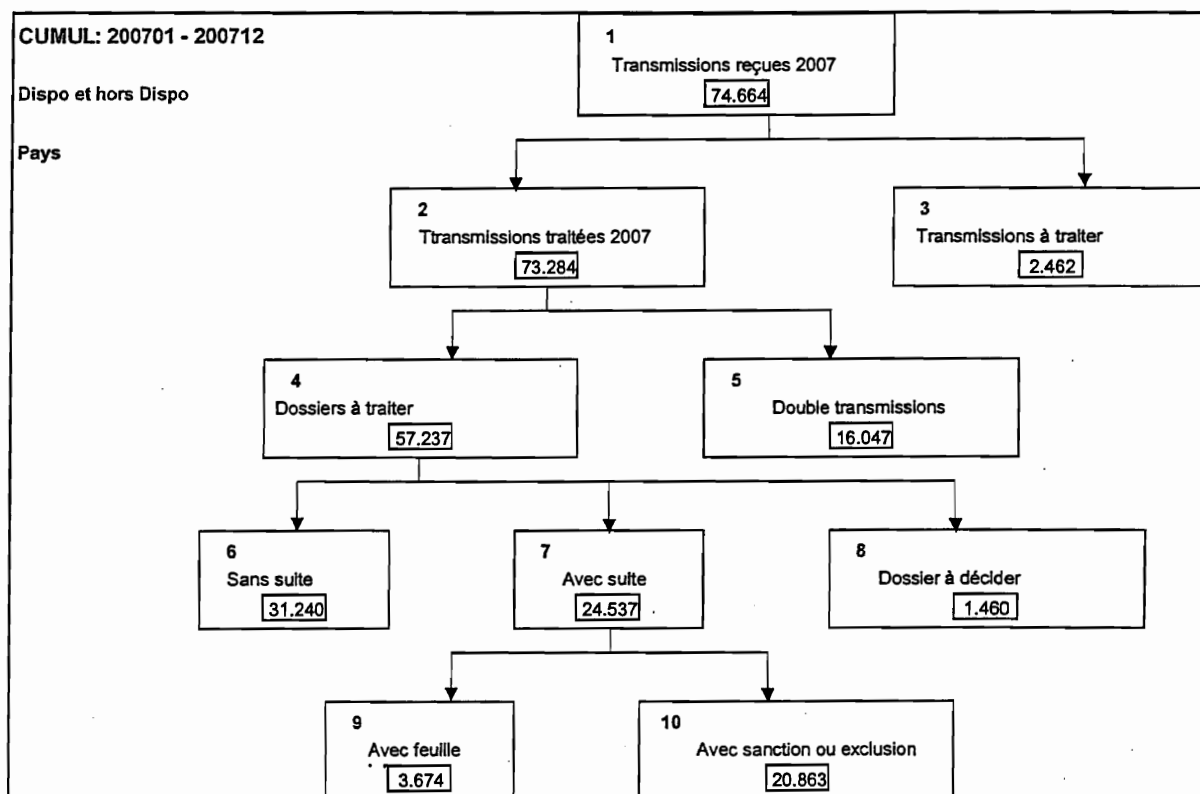 CUMUL: 200701 - 200712
Dispo et hors Dispo
Pays
1
Transmissions reçues 2007
74.664
2
Ttransmissions traitées 2007
73.284
3
Transmissions à traiter
2.462
4
Dossiers à traiter
57.237
5
Double transmissions
16.047
6
Sans suite
31.240
7
Avec suite
24.537
8
Dossier à décider
1.460
9
Avec feuille
3.674
10
Avec sanction ou exclusion
20.863